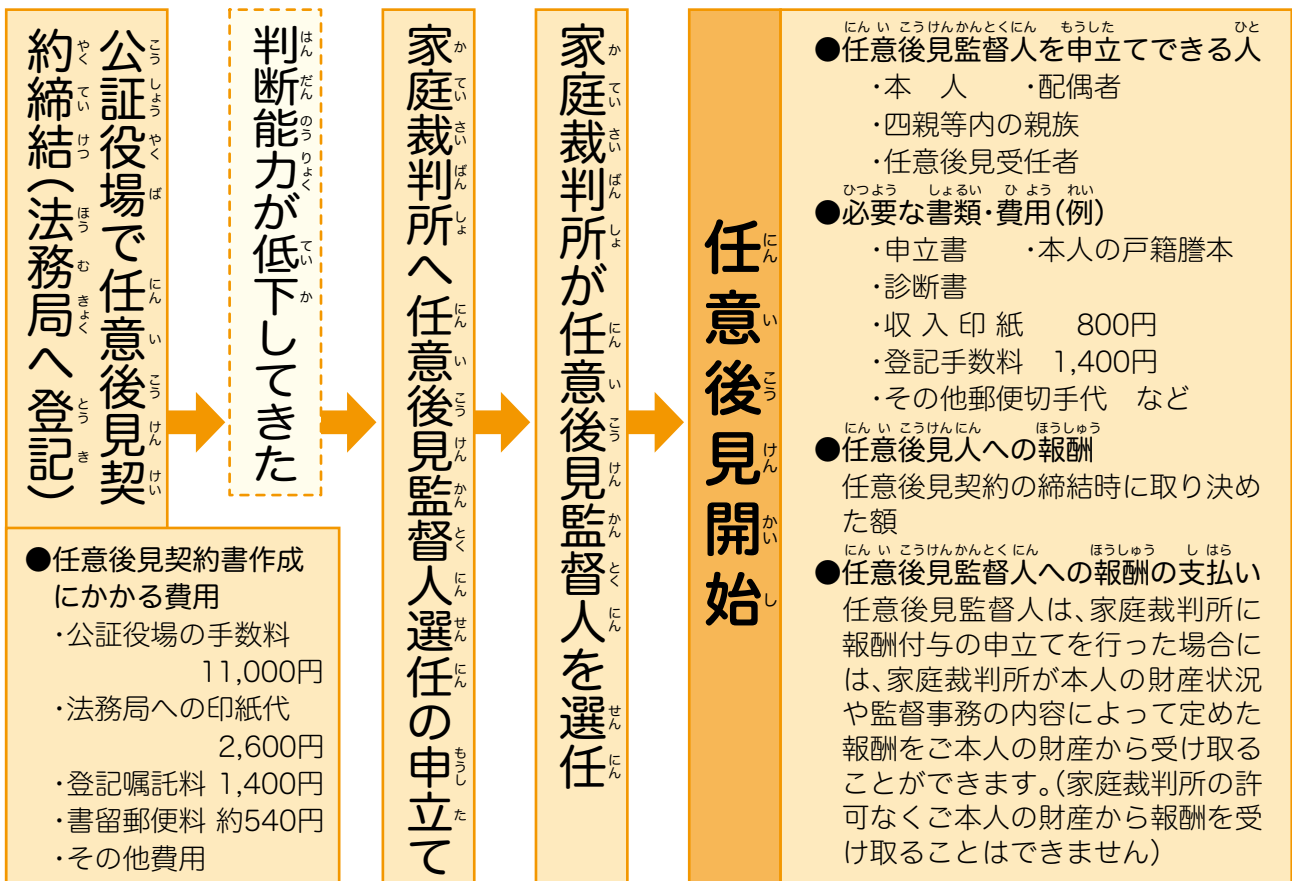 公証役場で任意後見契
約締結（法務局へ登記）
●任意後見契約書作成
にかかる費用
・公証役場の手数料
11,000円
・法務局への印紙代
2,600円
・登記嘱託料 1,400円
・書留郵便料 約540円
・その他費用
判断能力が低下してきた
家庭裁判所へ任意後見監督人選任の申立て
家庭裁判所が任意後見監督人を選任
任意後見開始
●任意後見監督人を申立てできる人
・本　人　・配偶者
・四親等内の親族
・任意後見受任者
●必要な書類・費用（例）
・申立書　・本人の戸籍謄本
・診断書
・収入印紙　800円
・登記手数料　1,400円
・その他郵便切手代　など
●任意後見人への報酬
任意後見契約の締結時に取り決め
た額
●任意後見監督人への報酬の支払い
任意後見監督人は、家庭裁判所に
報酬付与の申立てを行った場合に
は、家庭裁判所が本人の財産状況
や監督事務の内容によって定めた
報酬をご本人の財産から受け取る
ことができます。（家庭裁判所の許
可なくご本人の財産から報酬を受
け取ることはできません）